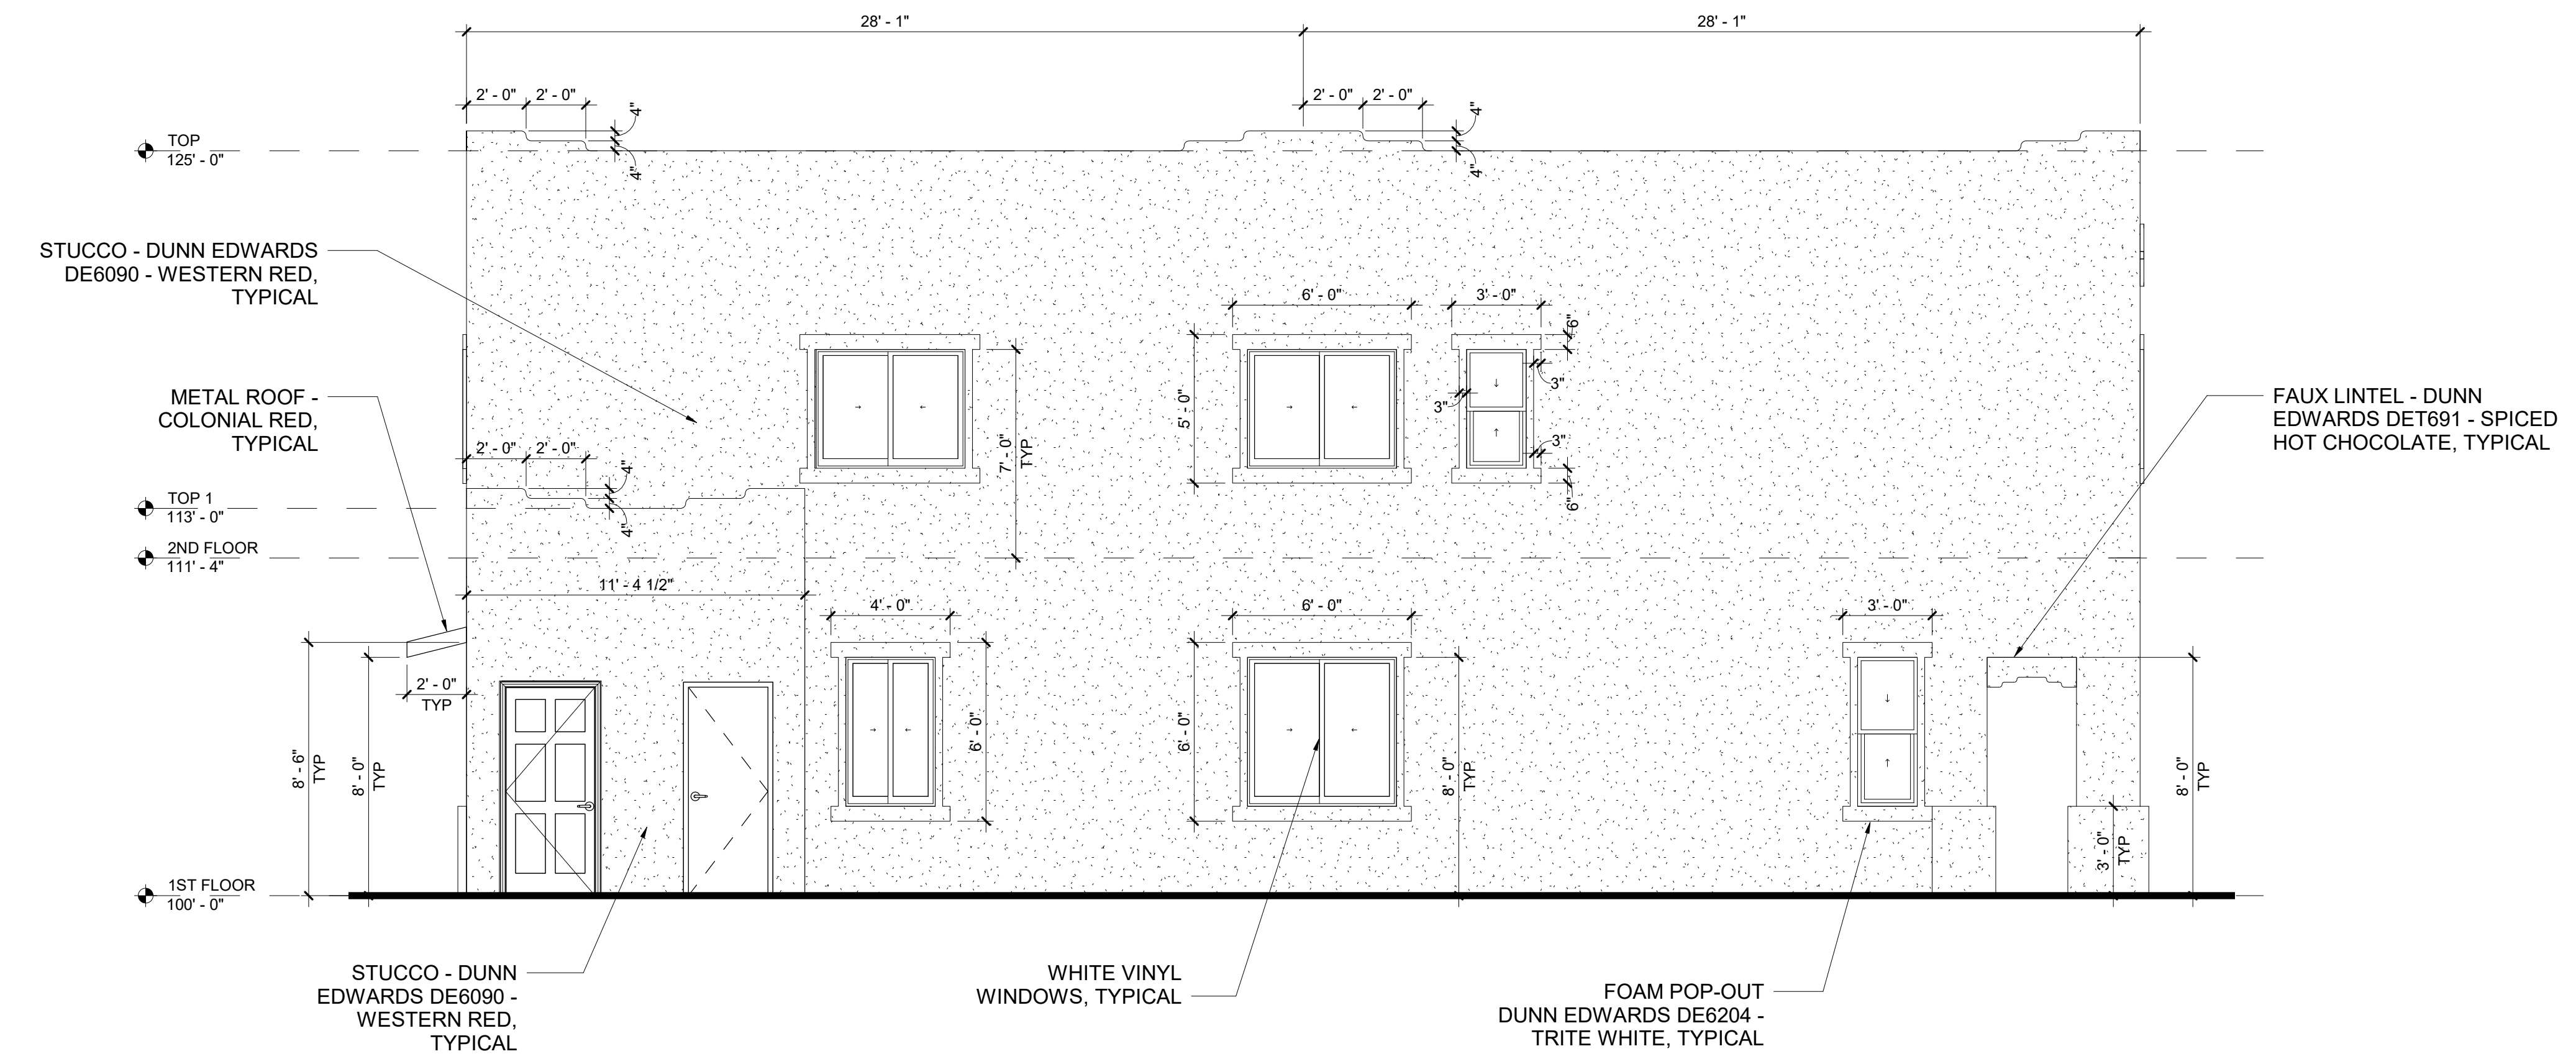 28' - 1"
28' - 1"
2' - 0"
2' - 0"
4"
4"
2' - 0"
2' - 0"
4"
4"
TOP
125' - 0"
STUCCO - DUNN EDWARDS
DE6090 - WESTERN RED,
TYPICAL
6' - 0"
3' - 0"
6"
5' - 0"
3"
3"
3"
6"
7' - 0"
TYP
METAL ROOF -
COLONIAL RED,
TYPICAL
FAUX LINTEL - DUNN
EDWARDS DET691 - SPICED
HOT CHOCOLATE, TYPICAL
2' - 0"
2' - 0"
4"
4"
TOP 1
113' - 0"
2ND FLOOR
111' - 4"
11' - 4 1/2"
4' - 0"
6' - 0"
3' - 0"
2' - 0"
TYP
8' - 6"
TYP
8' - 0"
TYP
6' - 0"
6' - 0"
8' - 0"
TYP
8' - 0"
TYP
3' - 0"
TYP
1ST FLOOR
100' - 0"
STUCCO - DUNN
EDWARDS DE6090 -
WESTERN RED,
TYPICAL
WHITE VINYL
WINDOWS, TYPICAL
FOAM POP-OUT
DUNN EDWARDS DE6204 -
TRITE WHITE, TYPICAL